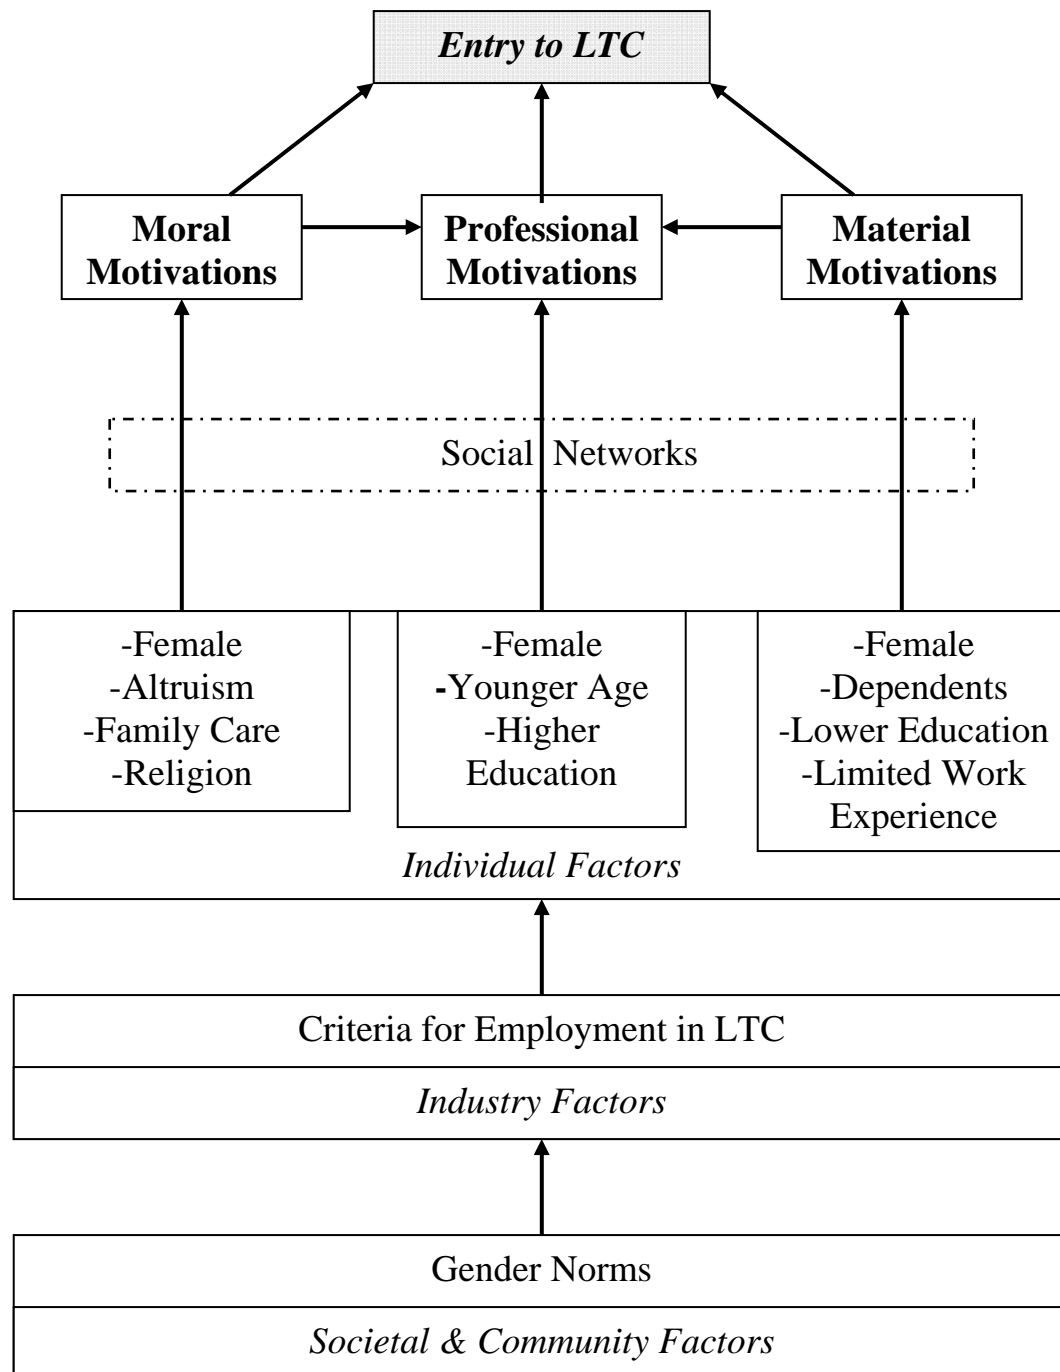 Entry to LTC
Moral
Motivations
Professional
Motivations
Material
Motivations
Social Networks
-Female
-Altruism
-Family Care
-Religion
-Female
-Younger Age
-Higher
Education
-Female
-Dependents
-Lower Education
-Limited Work
Experience
Individual Factors
Criteria for Employment in LTC
Industry Factors
Gender Norms
Societal & Community Factors